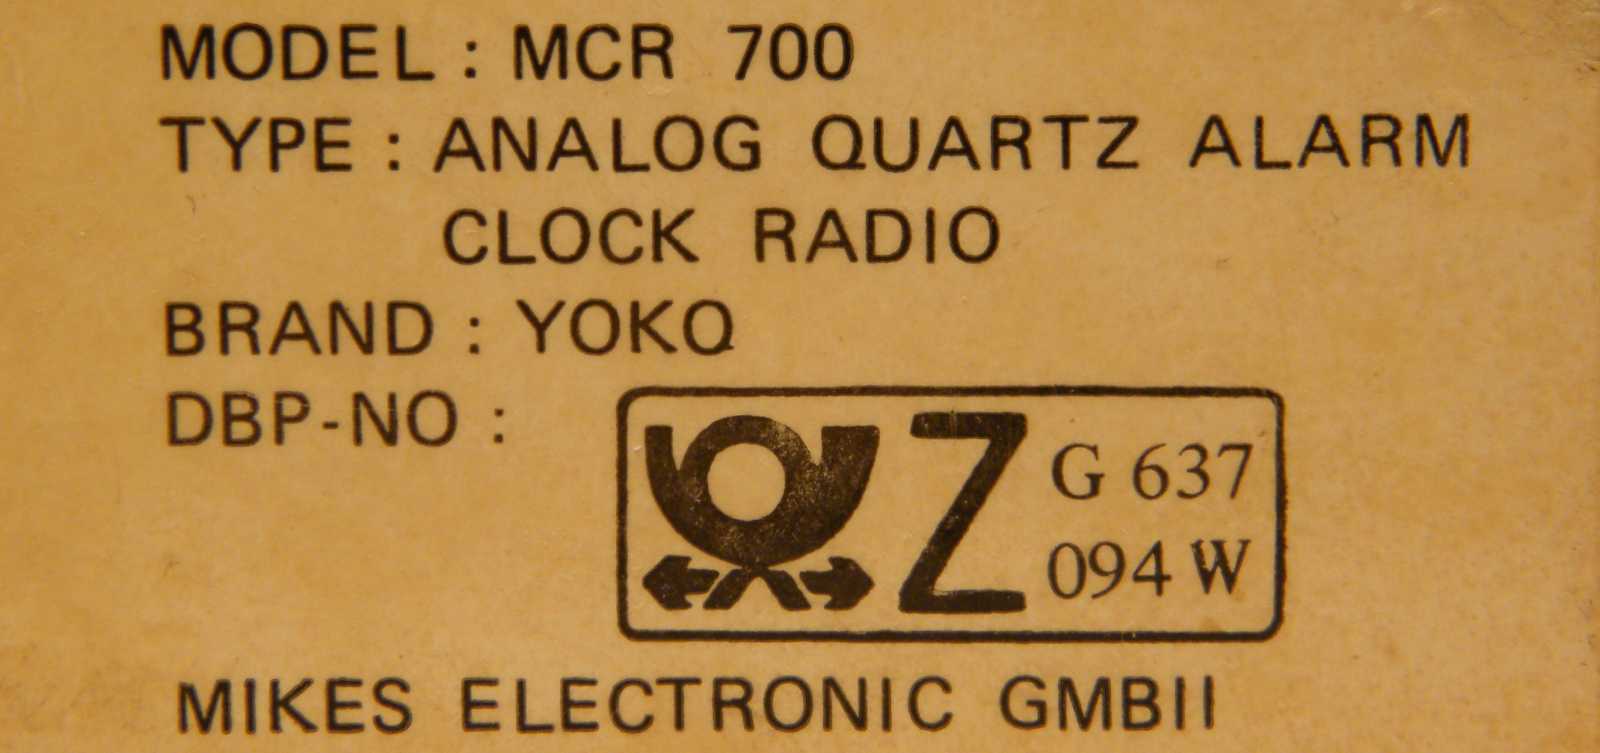 MODEL : MCR 700
TYPE : ANALOG QUARTZ ALARM
CLOCK RADIO
BRAND : YOKO
DBP-NO :
Z G 637
094 W
MIKES ELECTRONIC GMBII